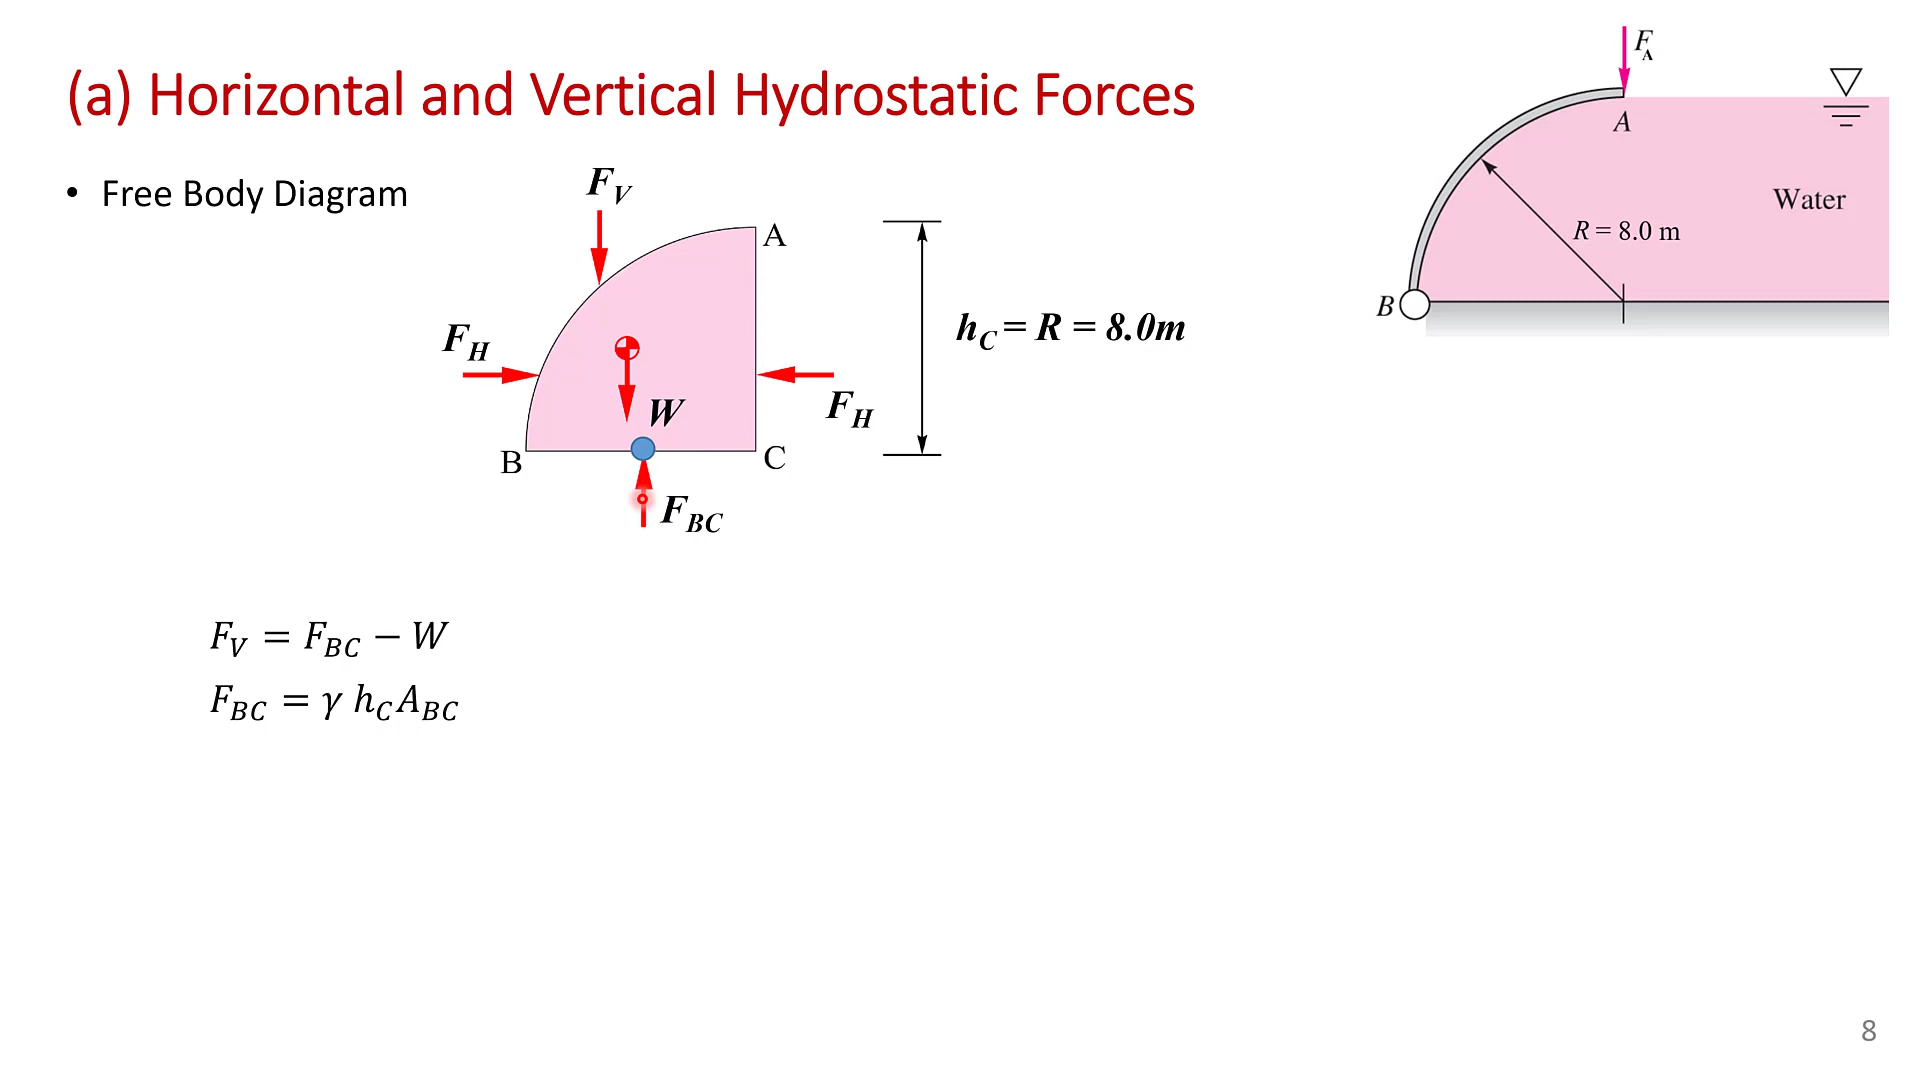 (a) Horizontal and Vertical Hydrostatic Forces
• Free Body Diagram
F_V
A
F_H
W
F_H
B
C
F_BC
h_C = R = 8.0m
F_A
A
Water
R = 8.0 m
B
F_V = F_BC − W
F_BC = γ h_C A_BC
8